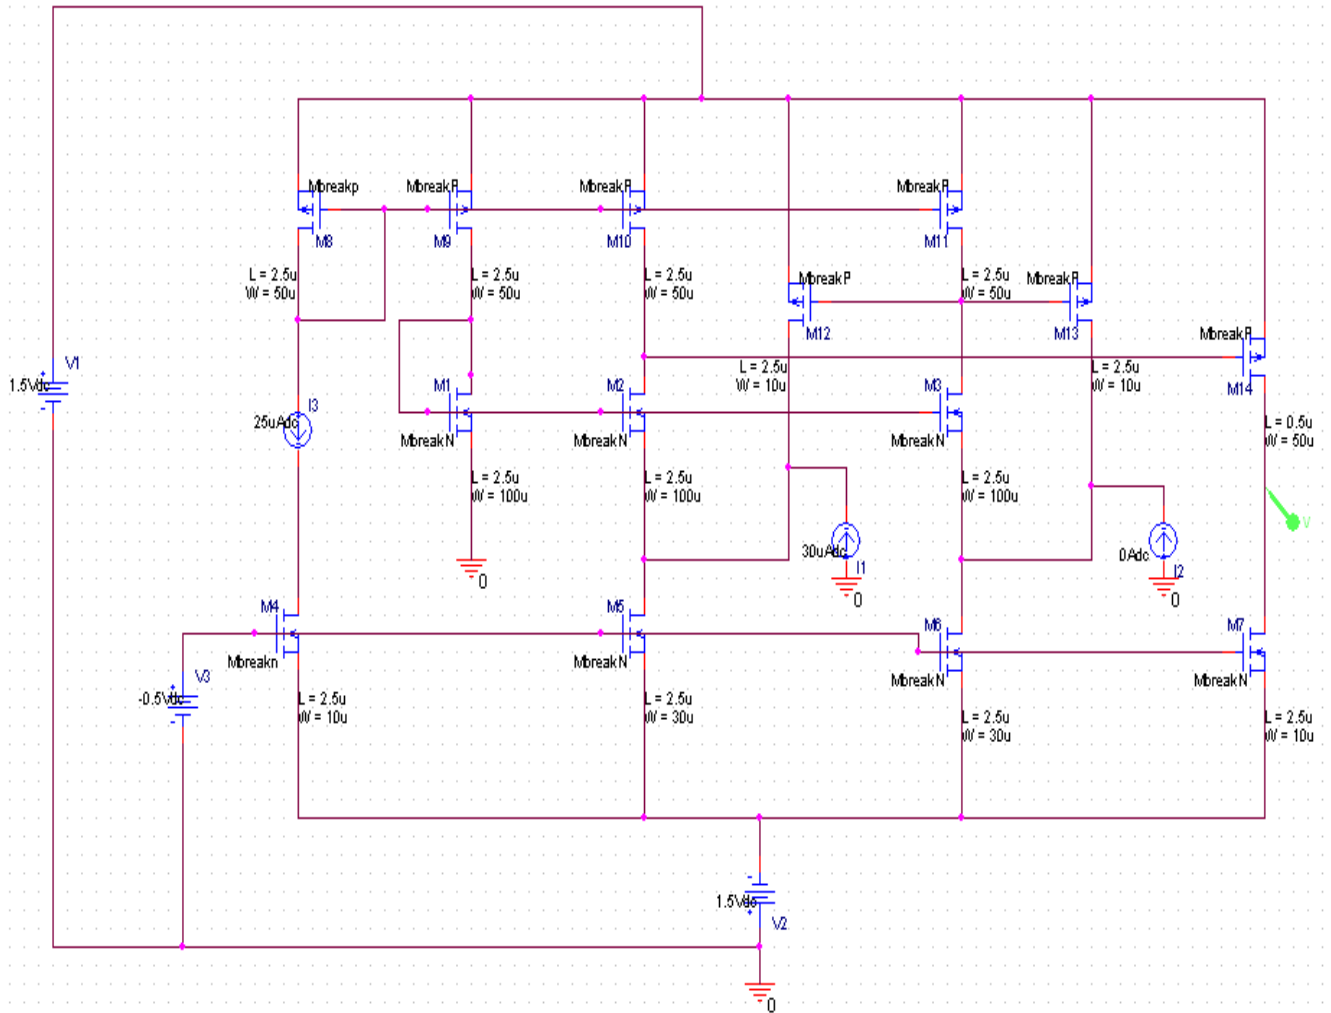 Mbreakp
MbreakP
MbreakP
MbreakP
M8
M9
M10
M11
L = 2.5u
W = 50u
L = 2.5u
W = 50u
L = 2.5u
W = 50u
L = 2.5u
W = 50u
MbreakP
MbreakP
M12
M13
MbreakP
V1
1.5Vdc
L = 2.5u
W = 10u
L = 2.5u
W = 10u
M14
M1
M2
M3
I3
25uAdc
MbreakN
MbreakN
MbreakN
L = 0.5u
W = 50u
L = 2.5u
W = 100u
L = 2.5u
W = 100u
L = 2.5u
W = 100u
V
30uAdc
I1
0Adc
I2
0
0
0
M4
M5
M6
M7
Mbreakn
MbreakN
MbreakN
MbreakN
V3
-0.5Vdc
L = 2.5u
W = 10u
L = 2.5u
W = 30u
L = 2.5u
W = 30u
L = 2.5u
W = 10u
1.5Vdc
V2
0